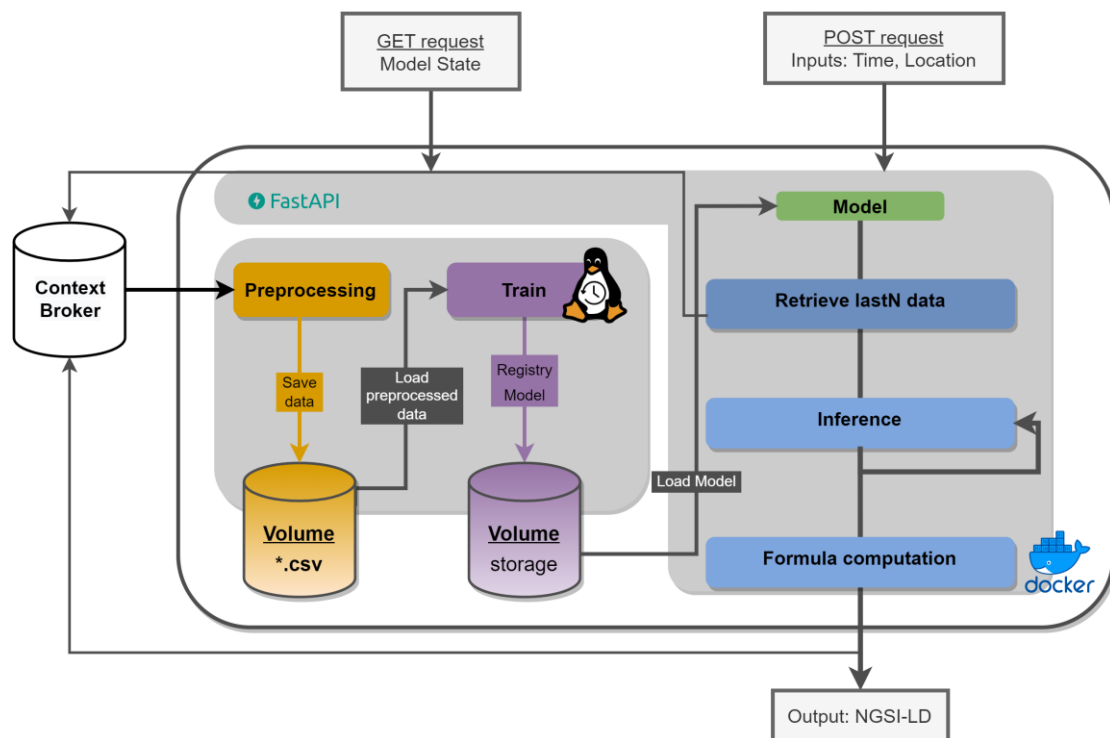 GET request
Model State
POST request
Inputs: Time, Location
FastAPI
Model
Context
Broker
Preprocessing
Train
Retrieve lastN data
Save
data
Load
preprocessed
data
Registry
Model
Inference
Load Model
Volume
*.csv
Volume
storage
Formula computation
docker
Output: NGSI-LD